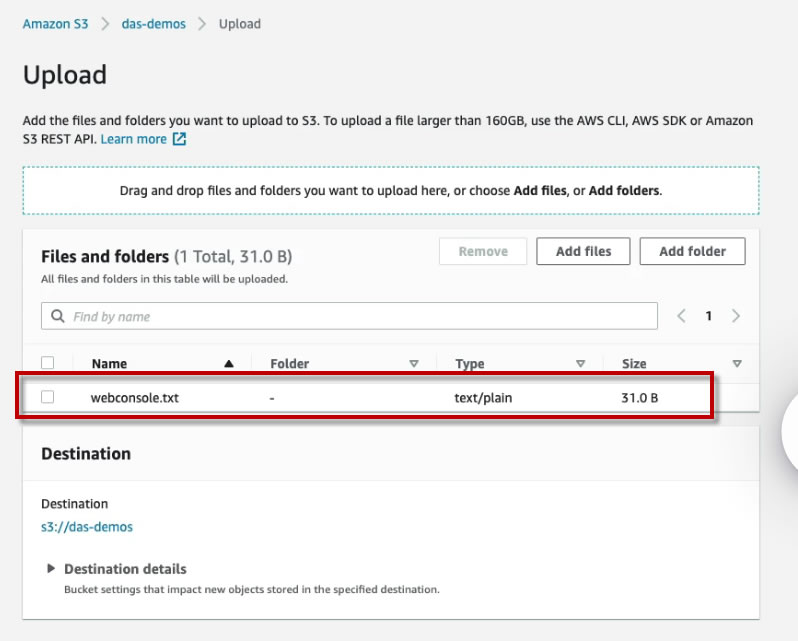 Amazon S3 > das-demos > Upload
Upload
Add the files and folders you want to upload to S3. To upload a file larger than 160GB, use the AWS CLI, AWS SDK or Amazon
S3 REST API. Learn more
Drag and drop files and folders you want to upload here, or choose Add files, or Add folders.
Files and folders (1 Total, 31.0 B)
Remove Add files Add folder
All files and folders in this table will be uploaded.
Find by name
1
Name Folder Type Size
webconsole.txt - text/plain 31.0 B
Destination
Destination
s3://das-demos
Destination details
Bucket settings that impact new objects stored in the specified destination.